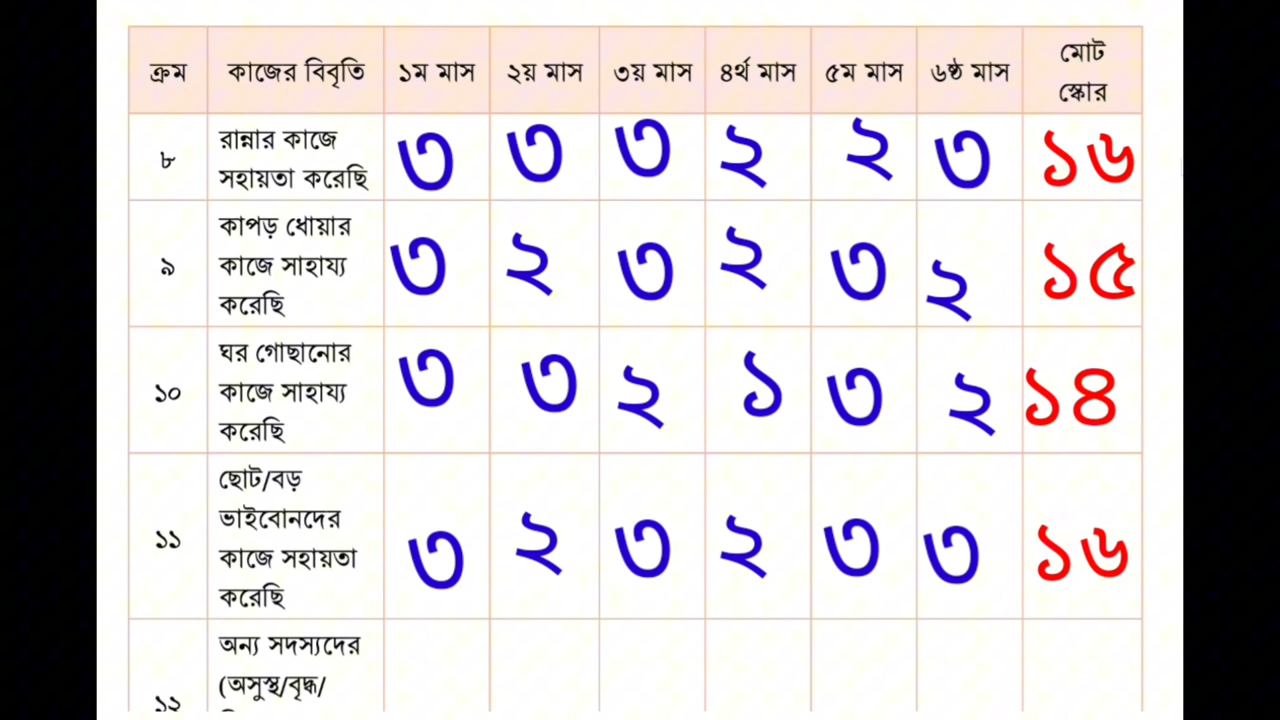 ক্রম কাজের বিবৃতি ১ম মাস ২য় মাস ৩য় মাস ৪র্থ মাস ৫ম মাস ৬ষ্ঠ মাস মোট
স্কোর
৮ রান্নার কাজে
সহায়তা করেছি ৩ ৩ ৩ ২ ২ ৩ ১৬
৯ কাপড় ধোয়ার
কাজে সাহায্য
করেছি ৩ ২ ৩ ২ ৩ ২ ১৫
১০ ঘর গোছানোর
কাজে সাহায্য
করেছি ৩ ৩ ২ ১ ৩ ২ ১৪
১১ ছোট/বড়
ভাইবোনদের
কাজে সহায়তা
করেছি ৩ ২ ৩ ২ ৩ ৩ ১৬
১২ অন্য সদস্যদের
(অসুস্থ/বৃদ্ধ/